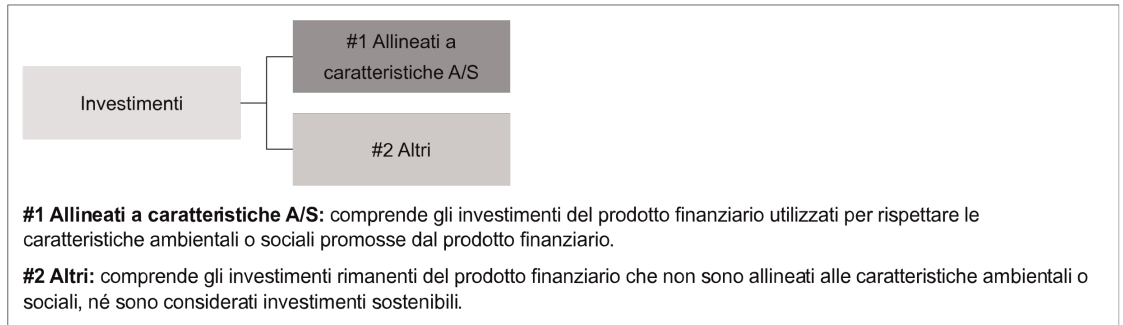 #1 Allineati a
caratteristiche A/S
Investimenti
#2 Altri
#1 Allineati a caratteristiche A/S: comprende gli investimenti del prodotto finanziario utilizzati per rispettare le
caratteristiche ambientali o sociali promosse dal prodotto finanziario.
#2 Altri: comprende gli investimenti rimanenti del prodotto finanziario che non sono allineati alle caratteristiche ambientali o
sociali, né sono considerati investimenti sostenibili.